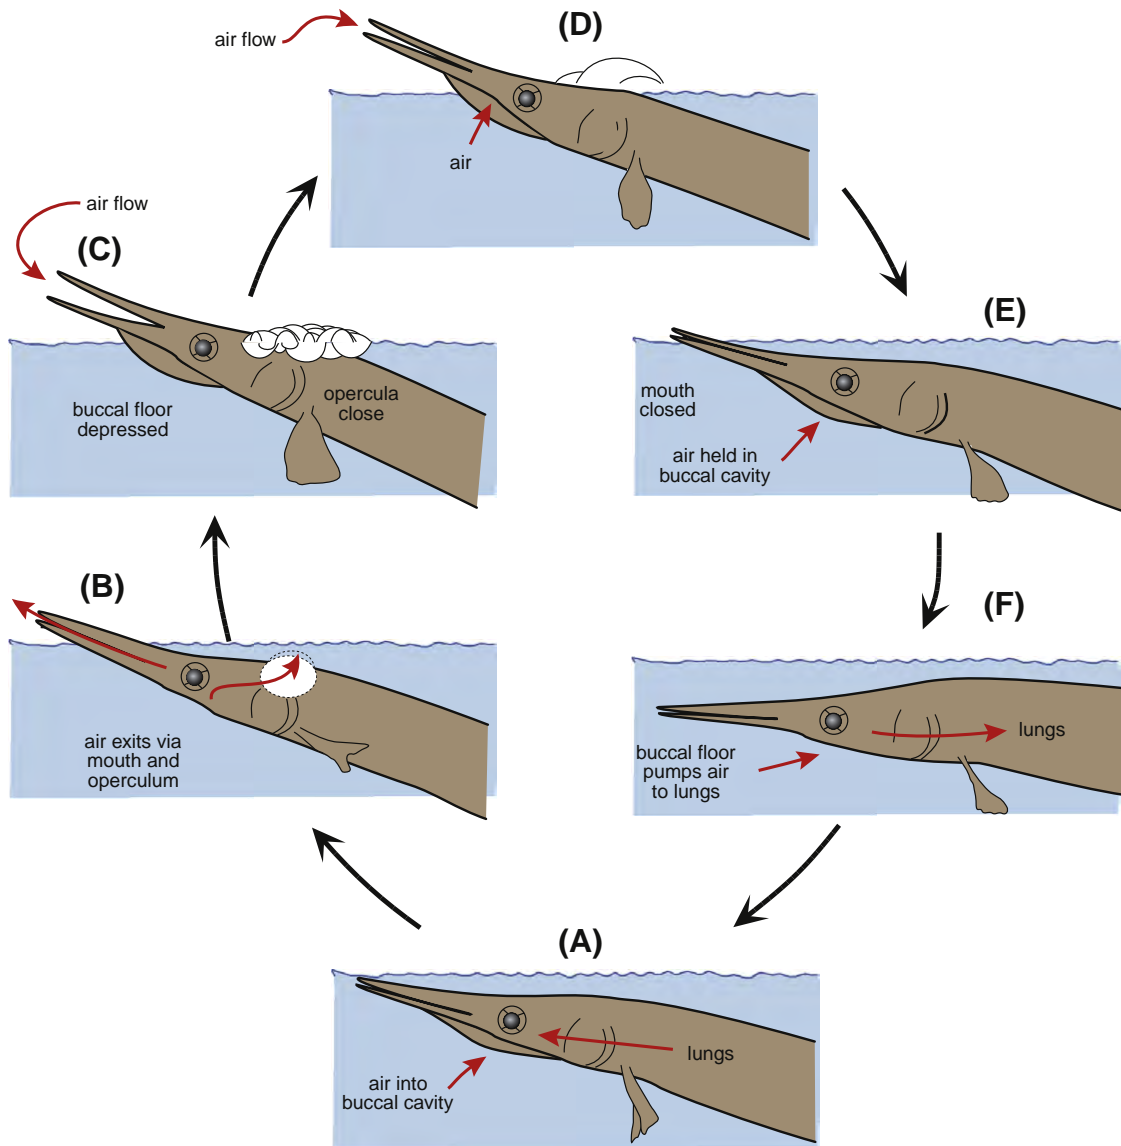 (D)
air flow
air
air flow
(C)
buccal floor
depressed
opercula
close
(E)
mouth
closed
air held in
buccal cavity
(B)
air exits via
mouth and
operculum
(F)
lungs
buccal floor
pumps air
to lungs
(A)
lungs
air into
buccal cavity